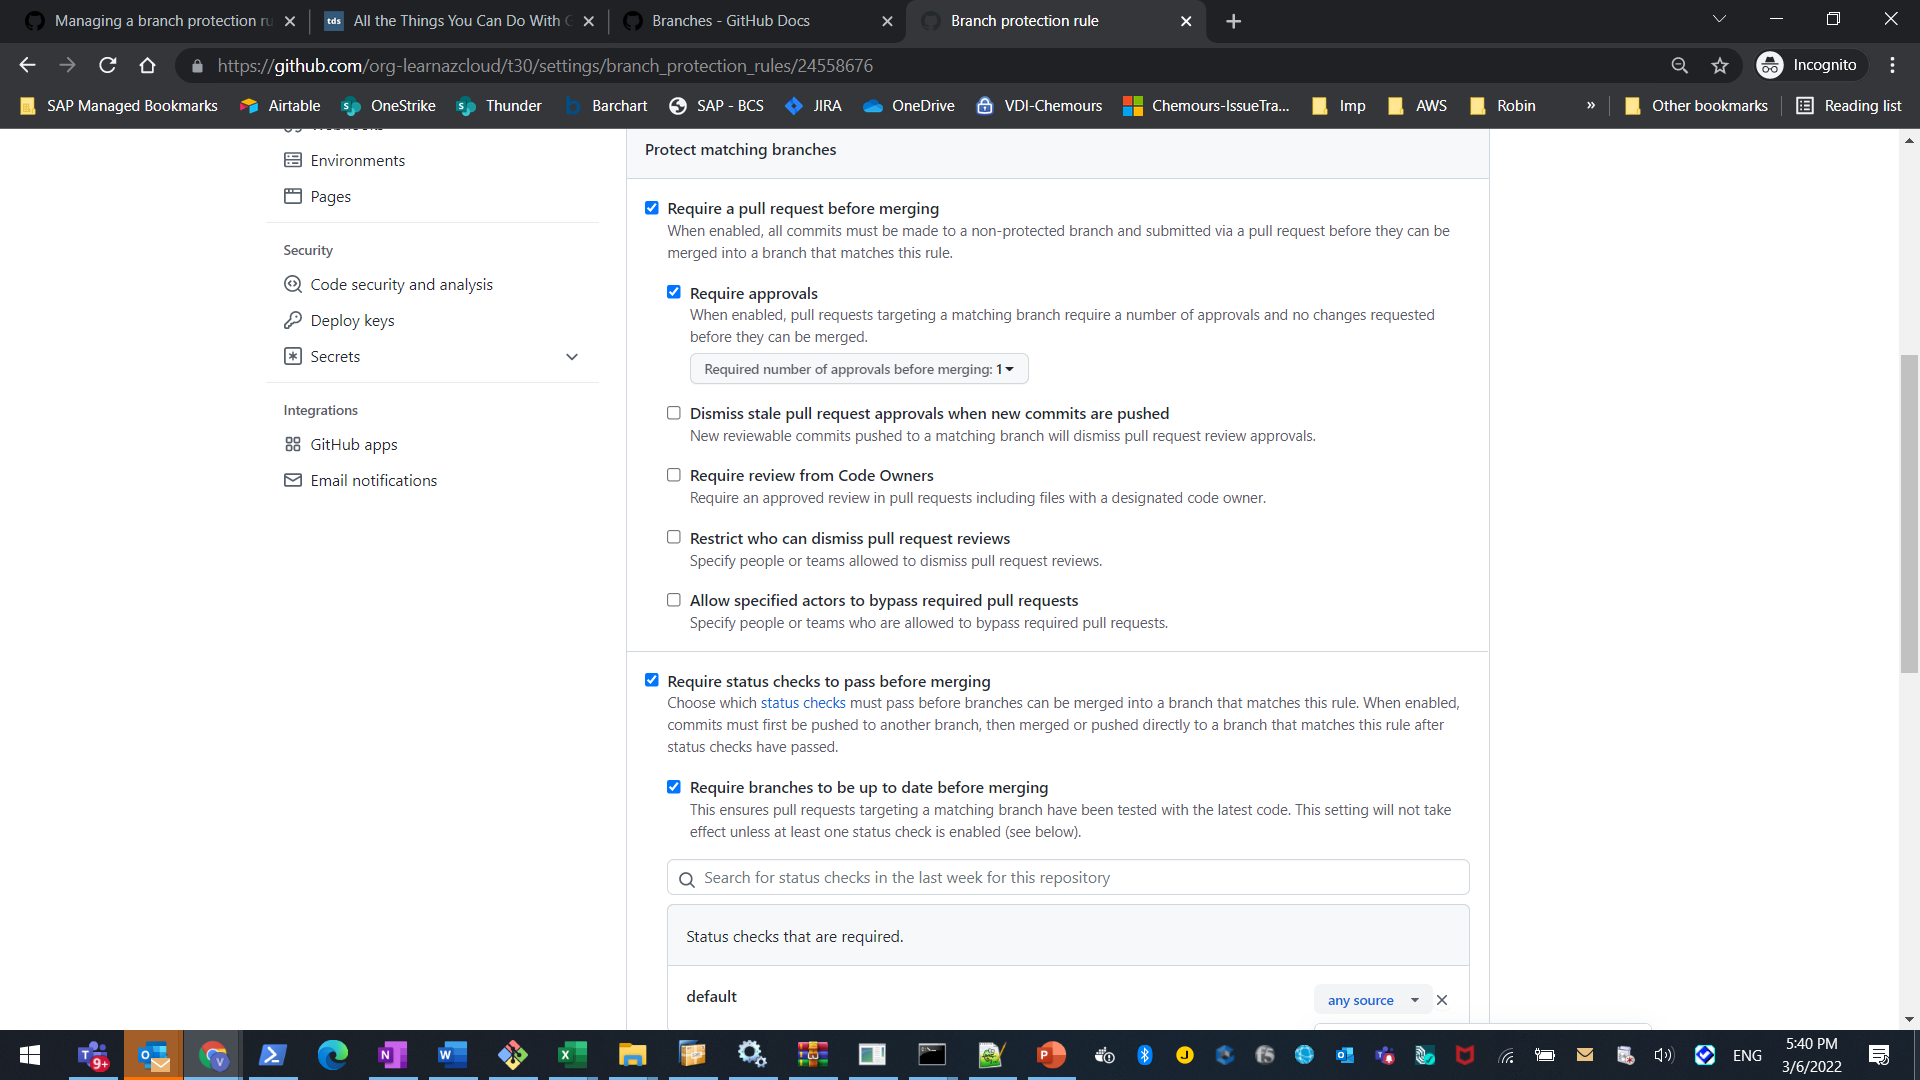 Managing a branch protection ru
All the Things You Can Do With G
Branches - GitHub Docs
Branch protection rule
https://github.com/org-learnazcloud/t30/settings/branch_protection_rules/24558676
Incognito
SAP Managed Bookmarks
Airtable
OneStrike
Thunder
Barchart
SAP - BCS
JIRA
OneDrive
VDI-Chemours
Chemours-IssueTra...
Imp
AWS
Robin
»
Other bookmarks
Reading list
Webhooks
Environments
Pages
Security
Code security and analysis
Deploy keys
Secrets
Integrations
GitHub apps
Email notifications
Protect matching branches
Require a pull request before merging
When enabled, all commits must be made to a non-protected branch and submitted via a pull request before they can be
merged into a branch that matches this rule.
Require approvals
When enabled, pull requests targeting a matching branch require a number of approvals and no changes requested
before they can be merged.
Required number of approvals before merging: 1
Dismiss stale pull request approvals when new commits are pushed
New reviewable commits pushed to a matching branch will dismiss pull request review approvals.
Require review from Code Owners
Require an approved review in pull requests including files with a designated code owner.
Restrict who can dismiss pull request reviews
Specify people or teams allowed to dismiss pull request reviews.
Allow specified actors to bypass required pull requests
Specify people or teams who are allowed to bypass required pull requests.
Require status checks to pass before merging
Choose which status checks must pass before branches can be merged into a branch that matches this rule. When enabled,
commits must first be pushed to another branch, then merged or pushed directly to a branch that matches this rule after
status checks have passed.
Require branches to be up to date before merging
This ensures pull requests targeting a matching branch have been tested with the latest code. This setting will not take
effect unless at least one status check is enabled (see below).
Search for status checks in the last week for this repository
Status checks that are required.
default
any source
ENG
5:40 PM
3/6/2022